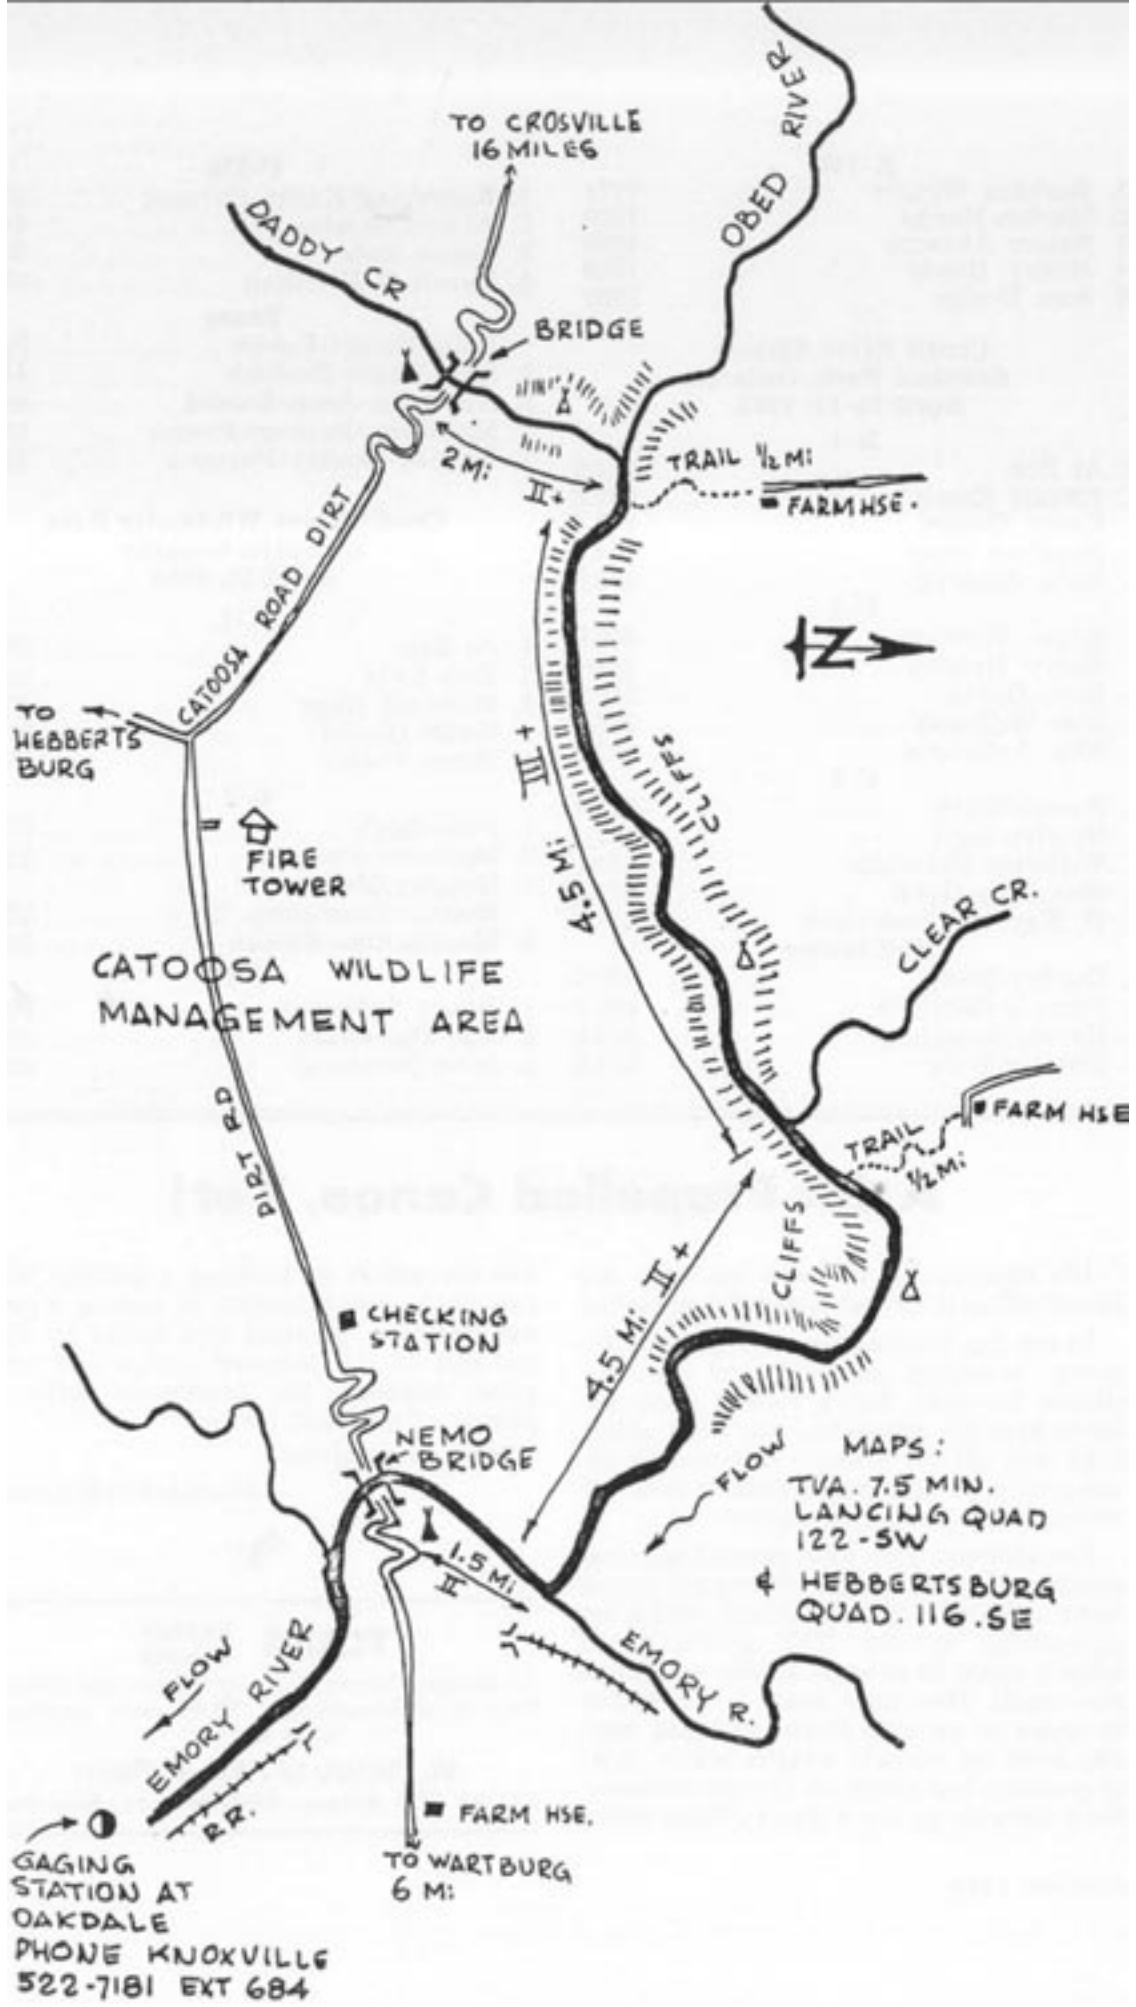 TO CROSVILLE
16 MILES
OBED RIVER
DADDY CR
BRIDGE
2 Mi
II+
TRAIL 1/2 Mi
FARM HSE.
CATOOSA ROAD DIRT
N
TO
HEBBERTS
BURG
III +
4.5 Mi
CLIFFS
FIRE
TOWER
CLEAR CR.
CATOOSA WILDLIFE
MANAGEMENT AREA
DIRT RD
FARM HSE
TRAIL
1/2 Mi
CLIFFS
4.5 Mi II +
CHECKING
STATION
NEMO
BRIDGE
FLOW
MAPS:
TVA. 7.5 MIN.
LANCING QUAD
122-SW
& HEBBERTSBURG
QUAD. 116.SE
1.5 Mi
II
EMORY R.
FLOW
EMORY RIVER
R.R.
FARM HSE.
TO WARTBURG
6 Mi
GAGING
STATION AT
OAKDALE
PHONE KNOXVILLE
522-7181 EXT 684